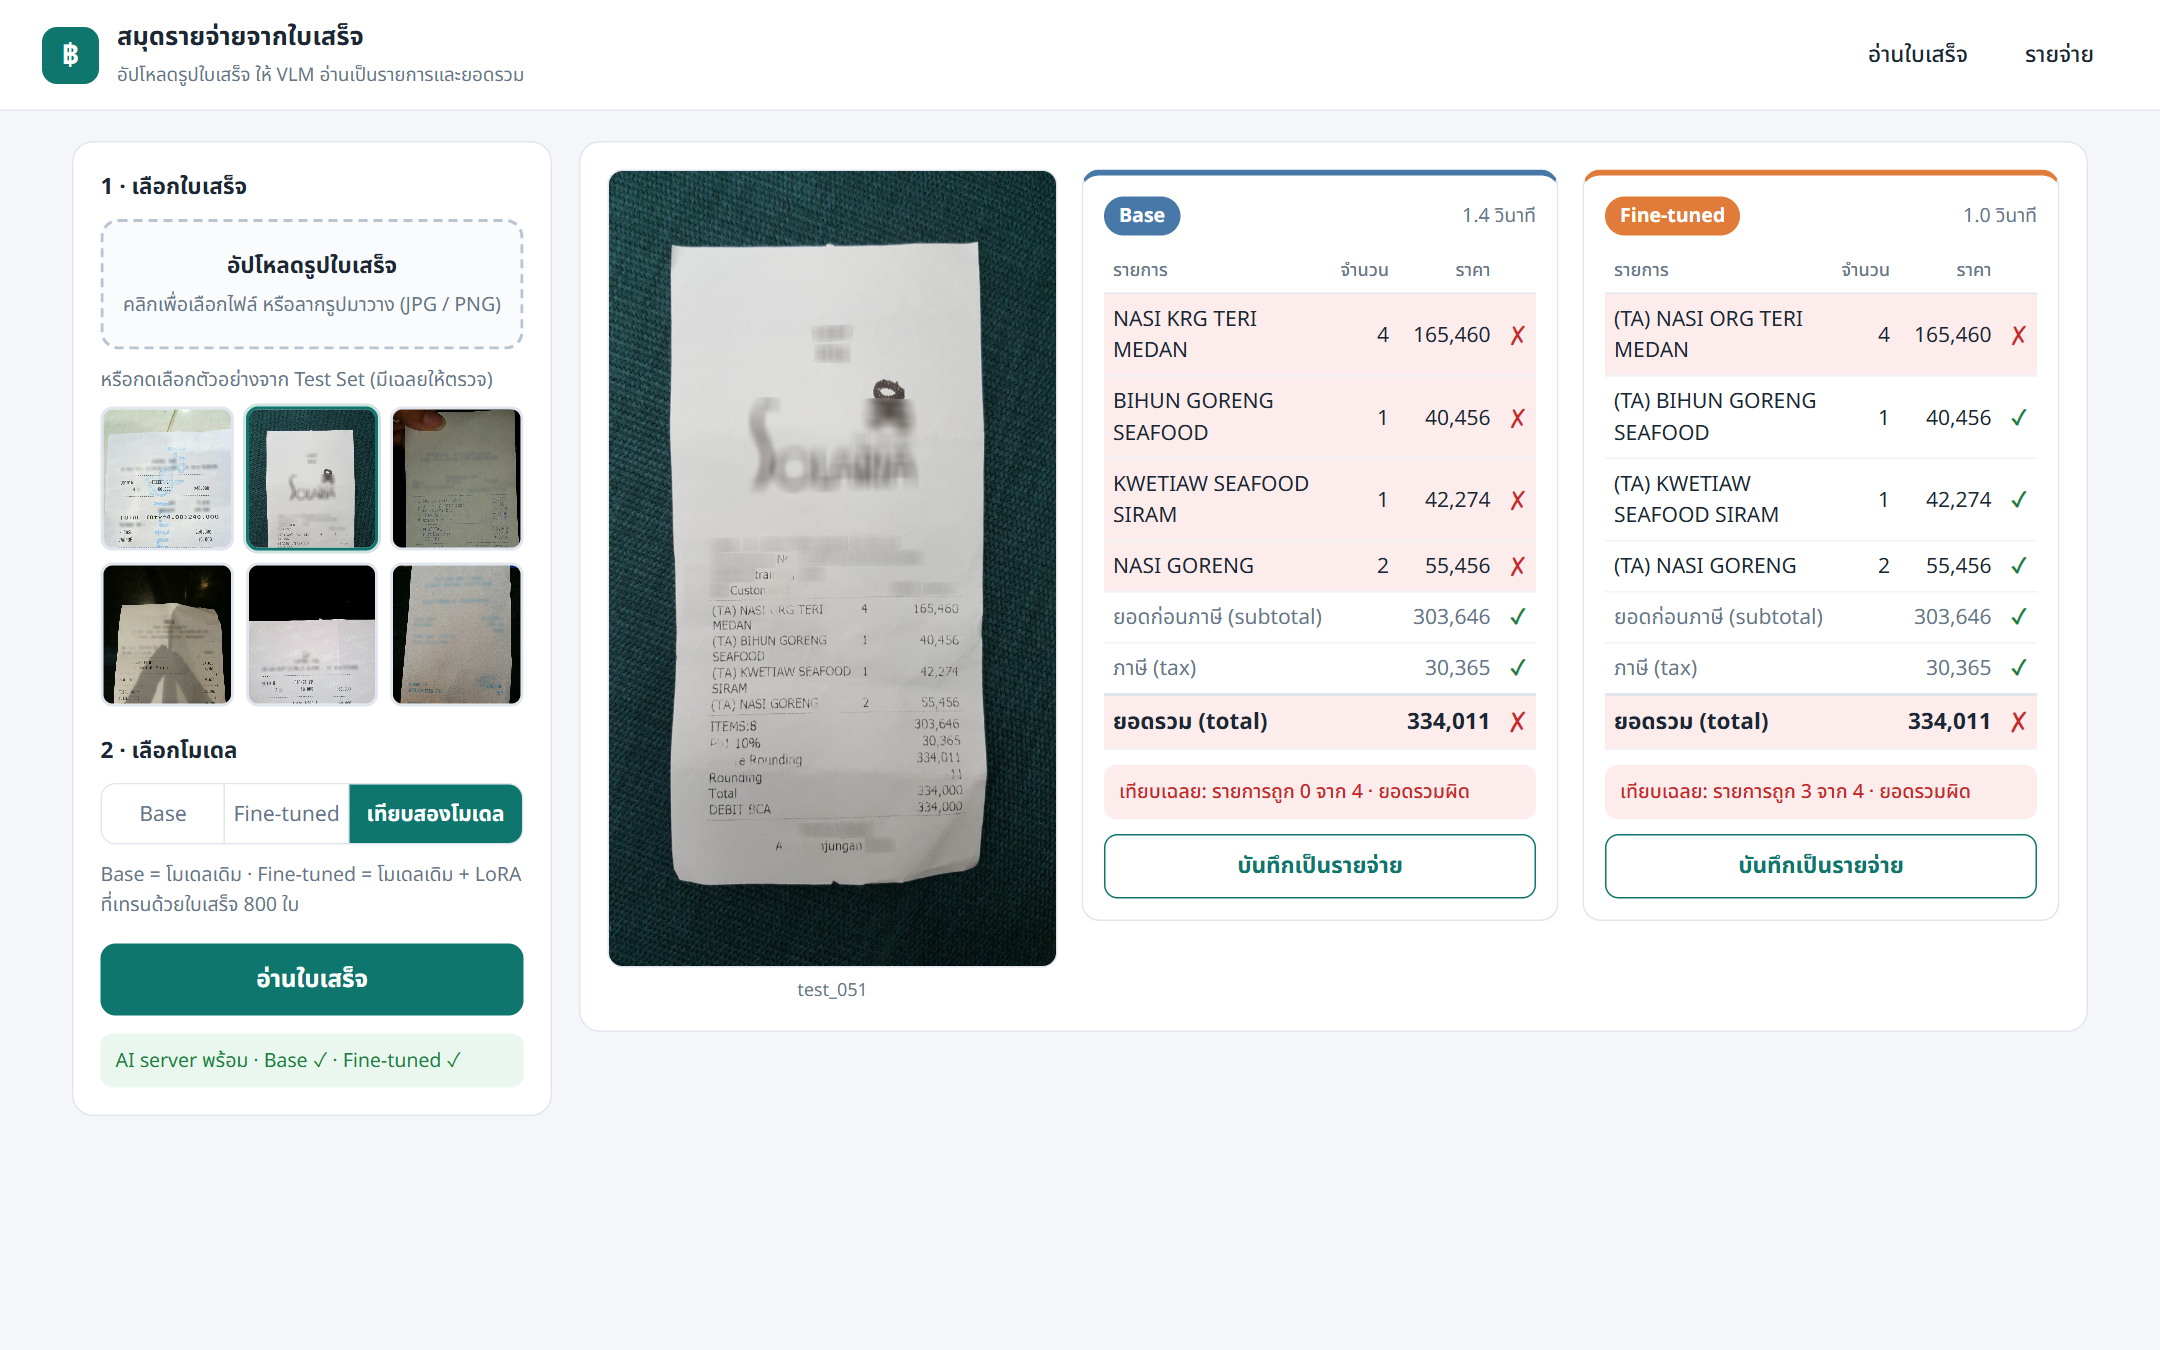 ฿
สมุดรายจ่ายจากใบเสร็จ
อัปโหลดรูปใบเสร็จ ให้ VLM อ่านเป็นรายการและยอดรวม
อ่านใบเสร็จ
รายจ่าย
1 · เลือกใบเสร็จ
อัปโหลดรูปใบเสร็จ
คลิกเพื่อเลือกไฟล์ หรือลากรูปมาวาง (JPG / PNG)
หรือกดเลือกตัวอย่างจาก Test Set (มีเฉลยให้ตรวจ)
2 · เลือกโมเดล
Base
Fine-tuned
เทียบสองโมเดล
Base = โมเดลเดิม · Fine-tuned = โมเดลเดิม + LoRA
ที่เทรนด้วยใบเสร็จ 800 ใบ
อ่านใบเสร็จ
AI server พร้อม · Base ✓ · Fine-tuned ✓
(TA) NASI ORG TERI 4 165,460
MEDAN
(TA) BIHUN GORENG 1 40,456
SEAFOOD
(TA) KWETIAW SEAFOOD 1 42,274
SIRAM
(TA) NASI GORENG 2 55,456
ITEMS:8 303,646
10% 30,365
Rounding 334,011
Rounding -11
Total 334,000
DEBIT BCA 334,000
test_051
Base 1.4 วินาที
รายการ จำนวน ราคา
NASI KRG TERI
MEDAN 4 165,460 ✗
BIHUN GORENG
SEAFOOD 1 40,456 ✗
KWETIAW SEAFOOD
SIRAM 1 42,274 ✗
NASI GORENG 2 55,456 ✗
ยอดก่อนภาษี (subtotal) 303,646 ✓
ภาษี (tax) 30,365 ✓
ยอดรวม (total) 334,011 ✗
เทียบเฉลย: รายการถูก 0 จาก 4 · ยอดรวมผิด
บันทึกเป็นรายจ่าย
Fine-tuned 1.0 วินาที
รายการ จำนวน ราคา
(TA) NASI ORG TERI
MEDAN 4 165,460 ✗
(TA) BIHUN GORENG
SEAFOOD 1 40,456 ✓
(TA) KWETIAW
SEAFOOD SIRAM 1 42,274 ✓
(TA) NASI GORENG 2 55,456 ✓
ยอดก่อนภาษี (subtotal) 303,646 ✓
ภาษี (tax) 30,365 ✓
ยอดรวม (total) 334,011 ✗
เทียบเฉลย: รายการถูก 3 จาก 4 · ยอดรวมผิด
บันทึกเป็นรายจ่าย